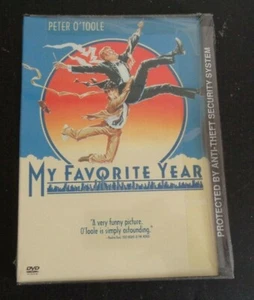 PETER O'TOOLE
MY FAVORITE YEAR
"A very funny picture.
O'Toole is simply astounding."
DVD
PROTECTED BY ANTI-THEFT SECURITY SYSTEM